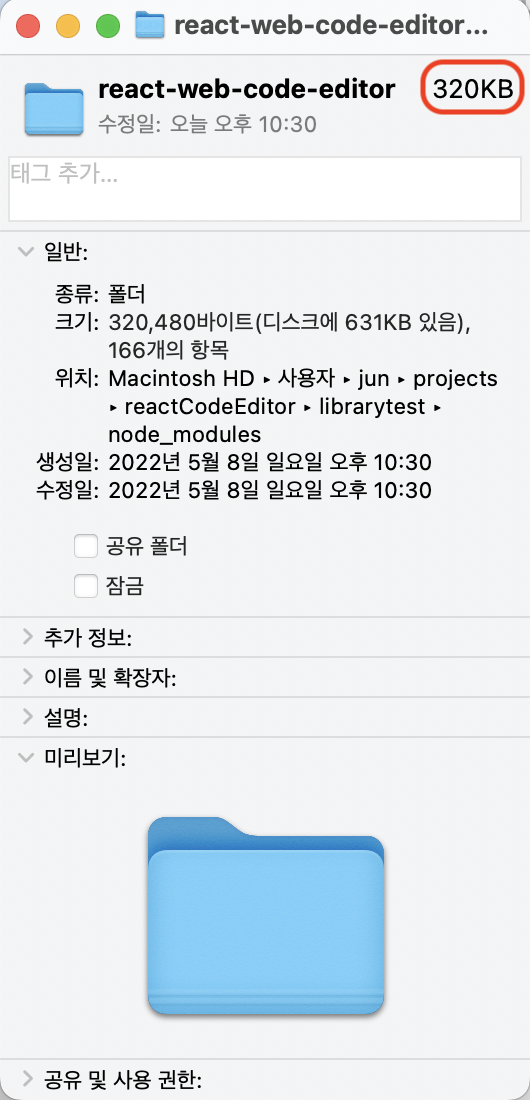 react-web-code-editor...
react-web-code-editor 320KB
수정일: 오늘 오후 10:30
태그 추가...
일반:
종류: 폴더
크기: 320,480바이트(디스크에 631KB 있음),
166개의 항목
위치: Macintosh HD ▸ 사용자 ▸ jun ▸ projects
▸ reactCodeEditor ▸ librarytest ▸
node_modules
생성일: 2022년 5월 8일 일요일 오후 10:30
수정일: 2022년 5월 8일 일요일 오후 10:30
공유 폴더
잠금
추가 정보:
이름 및 확장자:
설명:
미리보기:
공유 및 사용 권한: